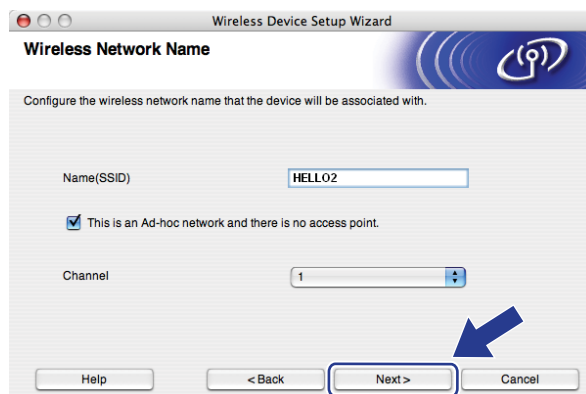 Wireless Device Setup Wizard
Wireless Network Name
Configure the wireless network name that the device will be associated with.
Name(SSID) HELLO2
This is an Ad-hoc network and there is no access point.
Channel 1
Help <Back Next> Cancel